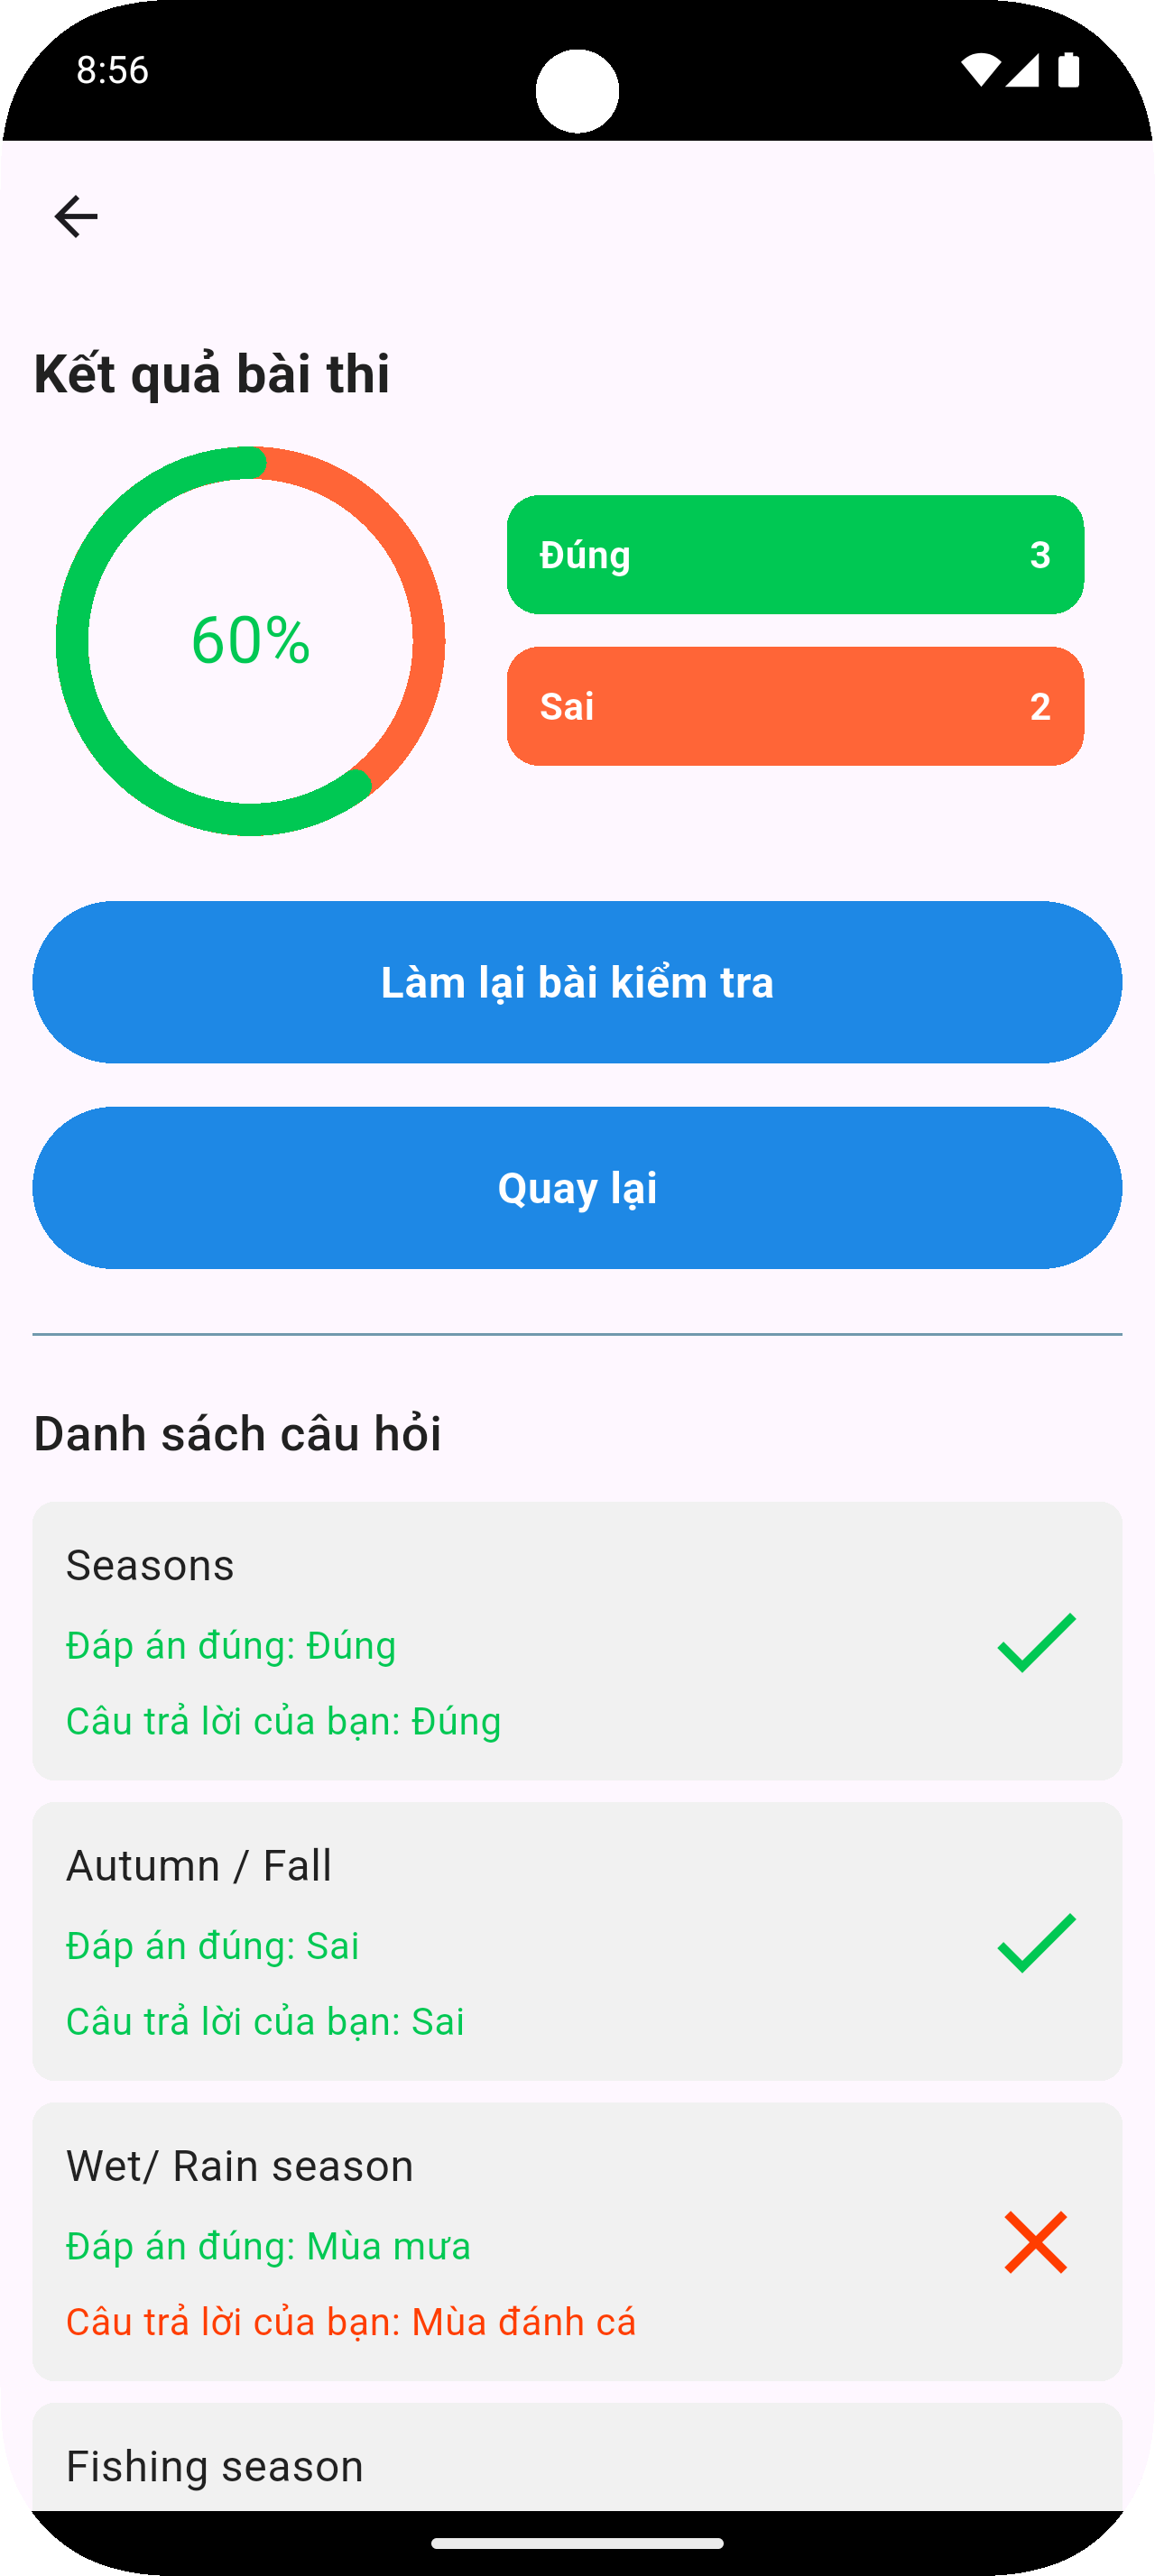 8:56
Kết quả bài thi
60%
Đúng 3
Sai 2
Làm lại bài kiểm tra
Quay lại
Danh sách câu hỏi
Seasons
Đáp án đúng: Đúng
Câu trả lời của bạn: Đúng
Autumn / Fall
Đáp án đúng: Sai
Câu trả lời của bạn: Sai
Wet/ Rain season
Đáp án đúng: Mùa mưa
Câu trả lời của bạn: Mùa đánh cá
Fishing season